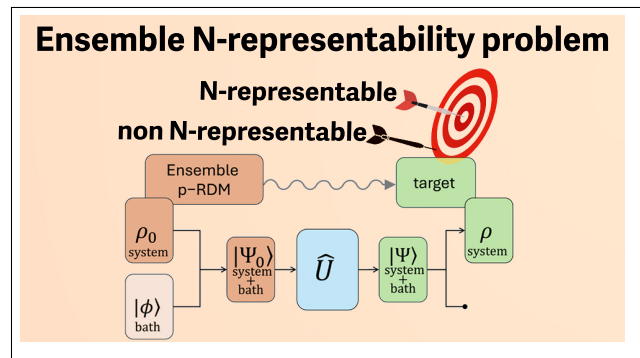 Ensemble N-representability problem
N-representable
non N-representable
Ensemble
p−RDM
target
ρ₀
system
|ϕ⟩
bath
|Ψ₀⟩
system
+
bath
Û
|Ψ⟩
system
+
bath
ρ
system